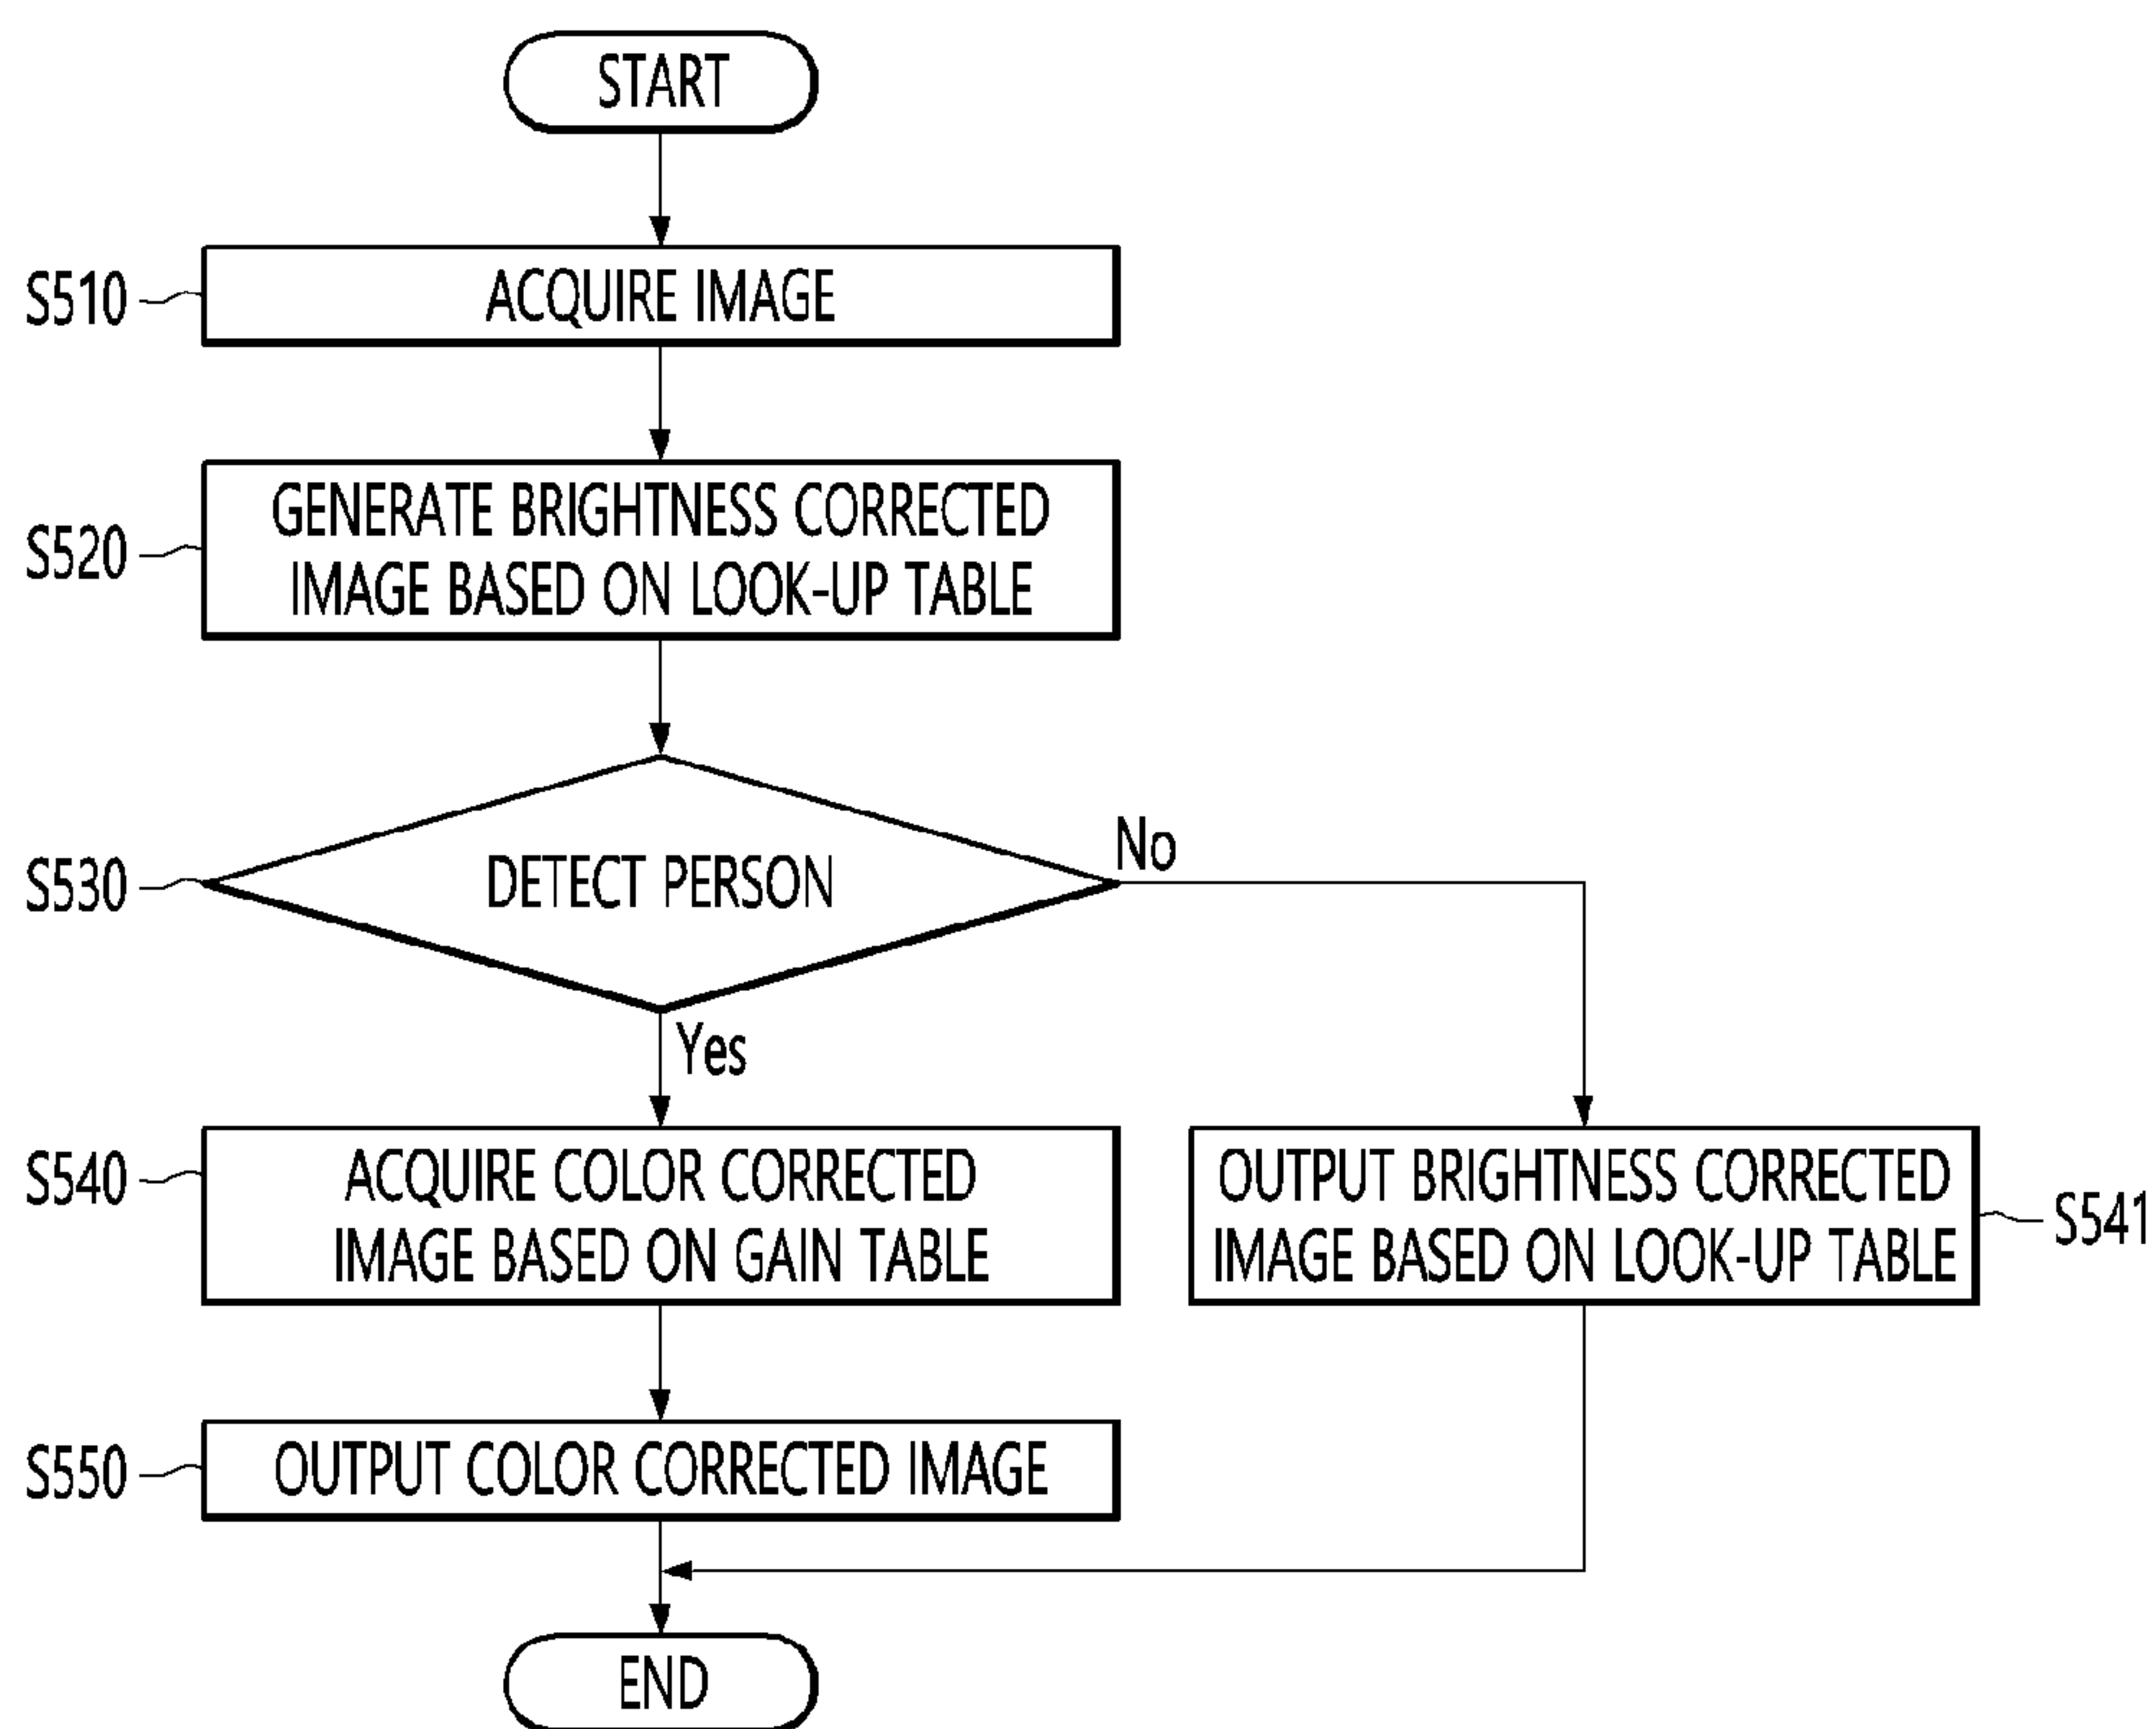 START
S510
ACQUIRE IMAGE
S520
GENERATE BRIGHTNESS CORRECTED
IMAGE BASED ON LOOK-UP TABLE
S530
DETECT PERSON
No
Yes
S540
ACQUIRE COLOR CORRECTED
IMAGE BASED ON GAIN TABLE
OUTPUT BRIGHTNESS CORRECTED
IMAGE BASED ON LOOK-UP TABLE
S541
S550
OUTPUT COLOR CORRECTED IMAGE
END